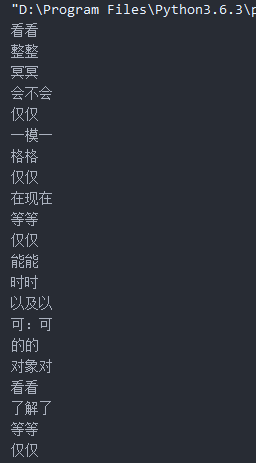 "D:\Program Files\Python3.6.3\p
看看
整整
冥冥
会不会
仅仅
一模一
格格
仅仅
在现在
等等
仅仅
能能
时时
以及以
可：可
的的
对象对
看看
了解了
等等
仅仅